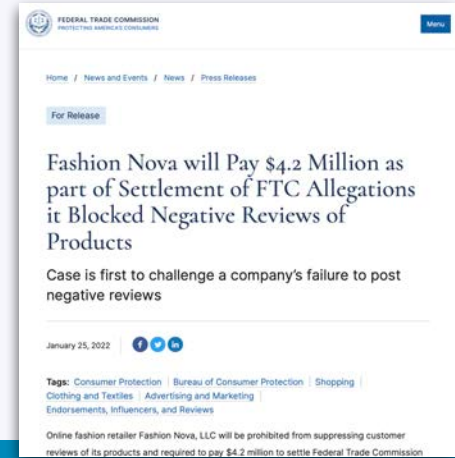 FEDERAL TRADE COMMISSION
PROTECTING AMERICA'S CONSUMERS
Menu
Home / News and Events / News / Press Releases
For Release
Fashion Nova will Pay $4.2 Million as
part of Settlement of FTC Allegations
it Blocked Negative Reviews of
Products
Case is first to challenge a company's failure to post
negative reviews
January 25, 2022
Tags: Consumer Protection | Bureau of Consumer Protection | Shopping |
Clothing and Textiles | Advertising and Marketing |
Endorsements, Influencers, and Reviews
Online fashion retailer Fashion Nova, LLC will be prohibited from suppressing customer
reviews of its products and required to pay $4.2 million to settle Federal Trade Commission